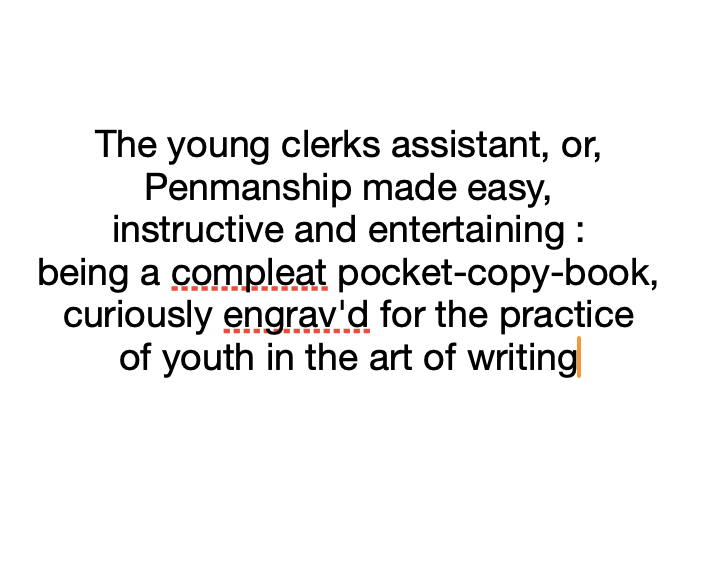 The young clerks assistant, or,
Penmanship made easy,
instructive and entertaining :
being a compleat pocket-copy-book,
curiously engrav'd for the practice
of youth in the art of writing